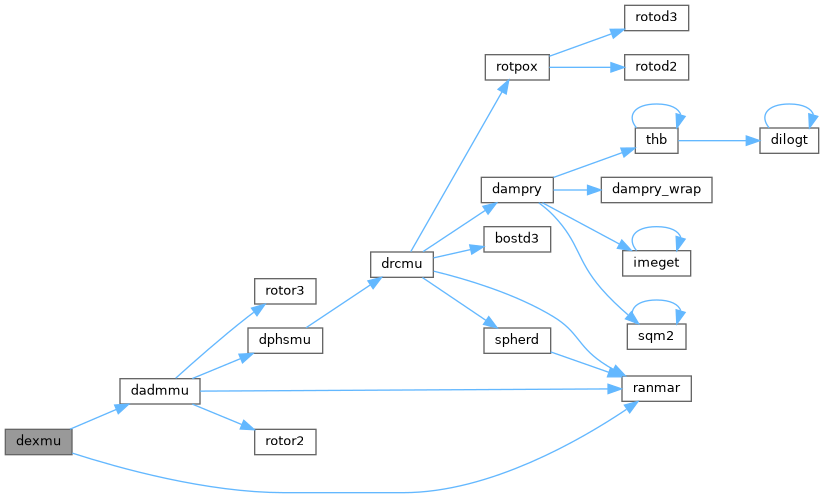 rotod3
rotpox
rotod2
thb
dilogt
dampry
dampry_wrap
bostd3
drcmu
imeget
rotor3
dphsmu
spherd
sqm2
dadmmu
ranmar
dexmu
rotor2